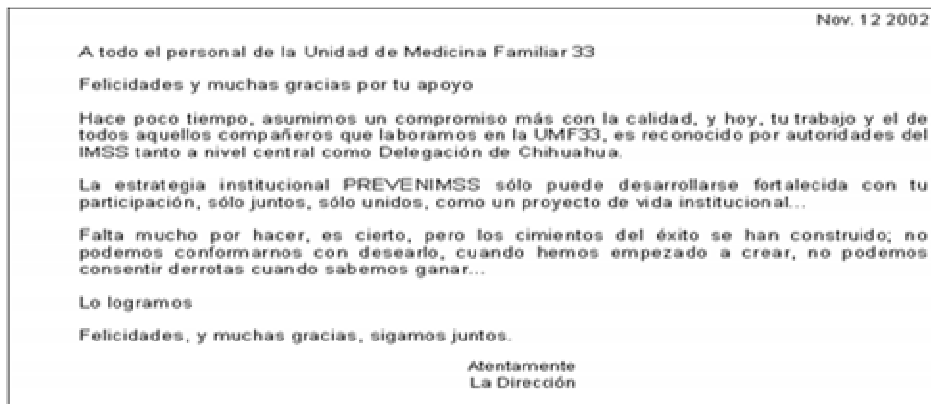 Nov. 12 2002
A todo el personal de la Unidad de Medicina Familiar 33
Felicidades y muchas gracias por tu apoyo
Hace poco tiempo, asumimos un compromiso más con la calidad, y hoy, tu trabajo y el de
todos aquellos compañeros que laboramos en la UMF33, es reconocido por autoridades del
IMSS tanto a nivel central como Delegación de Chihuahua.
La estrategia institucional PREVENIMSS sólo puede desarrollarse fortalecida con tu
participación, sólo juntos, sólo unidos, como un proyecto de vida institucional...
Falta mucho por hacer, es cierto, pero los cimientos del éxito se han construido; no
podemos conformarnos con desearlo, cuando hemos empezado a crear, no podemos
consentir derrotas cuando sabemos ganar...
Lo logramos
Felicidades, y muchas gracias, sigamos juntos.
Atentamente
La Dirección